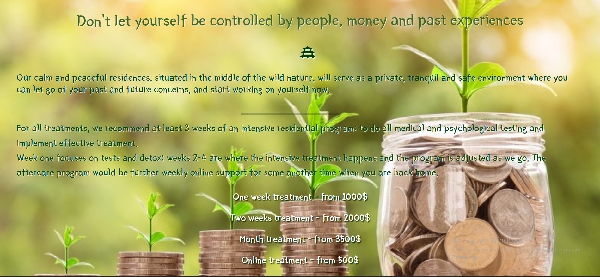 Don't let yourself be controlled by people, money and past experiences
Our calm and peaceful residences, situated in the middle of the wild nature, will serve as a private, tranquil and safe environment where you
can let go of your past and future concerns, and start working on yourself now.
For all treatments, we recommend at least 3 weeks of an intensive residential program to do all medical and psychological testing and
implement effective treatment.
Week one focuses on tests and detox; weeks 2-4 are where the intensive treatment happens and the program is adjusted as we go. The
aftercare program would be further weekly online support for some another time when you are back home.
One week treatment - from 1000$
Two weeks treatment - from 2000$
Month treatment - from 3500$
Online treatment - from 500$